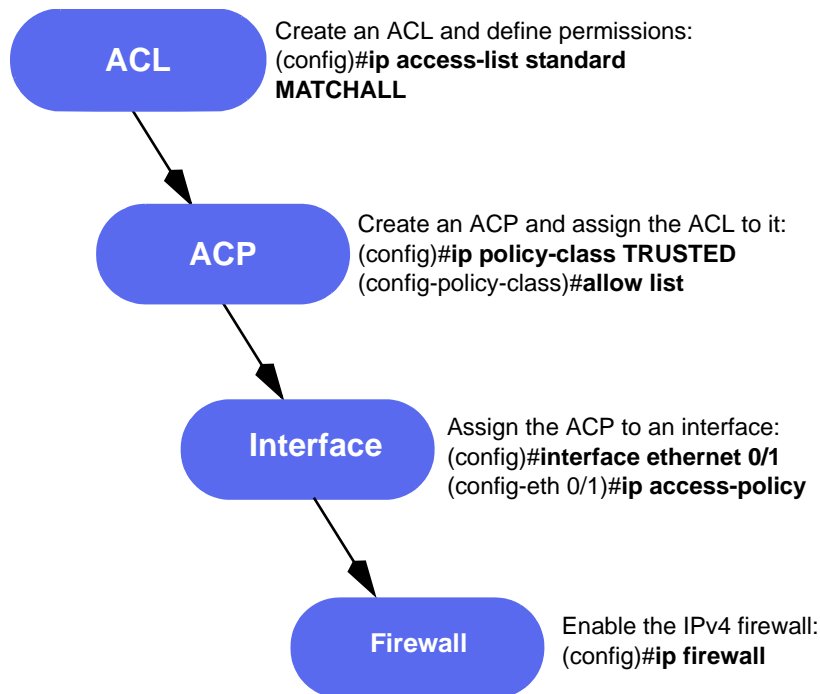 ACL
Create an ACL and define permissions:
(config)#ip access-list standard
MATCHALL
ACP
Create an ACP and assign the ACL to it:
(config)#ip policy-class TRUSTED
(config-policy-class)#allow list
Interface
Assign the ACP to an interface:
(config)#interface ethernet 0/1
(config-eth 0/1)#ip access-policy
Firewall
Enable the IPv4 firewall:
(config)#ip firewall